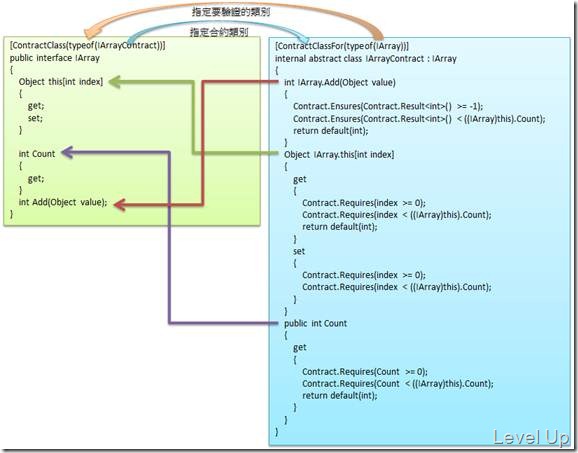 指定要驗證的類別
指定合約類別
[ContractClass(typeof(IArrayContract))]
public interface IArray
{
Object this[int index]
{
get;
set;
}
int Count
{
get;
}
int Add(Object value);
}
[ContractClassFor(typeof(IArray))]
internal abstract class IArrayContract : IArray
{
int IArray.Add(Object value)
{
Contract.Ensures(Contract.Result<int>() >= -1);
Contract.Ensures(Contract.Result<int>() < ((IArray)this).Count);
return default(int);
}
Object IArray.this[int index]
{
get
{
Contract.Requires(index >= 0);
Contract.Requires(index < ((IArray)this).Count);
return default(int);
}
set
{
Contract.Requires(index >= 0);
Contract.Requires(index < ((IArray)this).Count);
}
}
public int Count
{
get
{
Contract.Requires(Count >= 0);
Contract.Requires(Count < ((IArray)this).Count);
return default(int);
}
}
}
Level Up